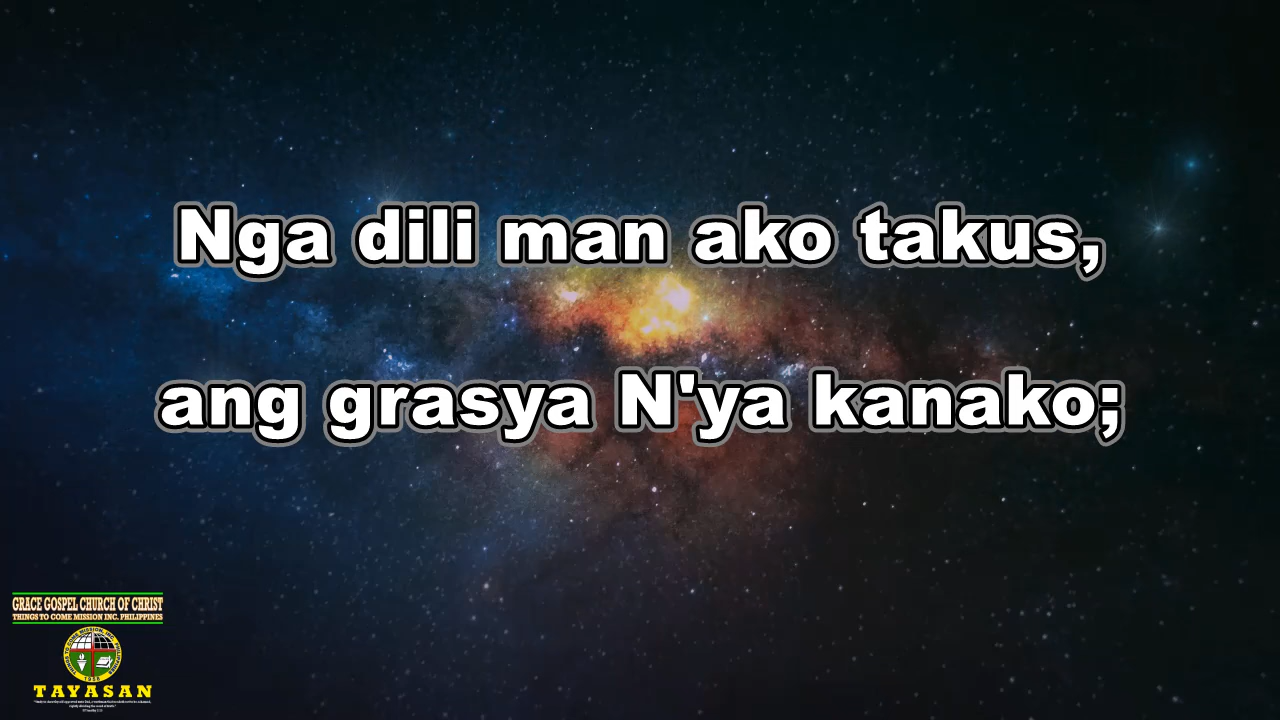 Nga dili man ako takus,
ang grasya N'ya kanako;
GRACE GOSPEL CHURCH OF CHRIST
THINGS TO COME MISSION INC. PHILIPPINES
TAYASAN